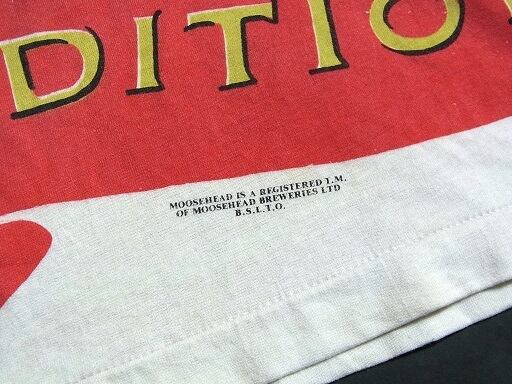 DITIO
MOOSEHEAD IS A REGISTERED T.M.
OF MOOSEHEAD BREWERIES LTD
B.S.L.T.O.